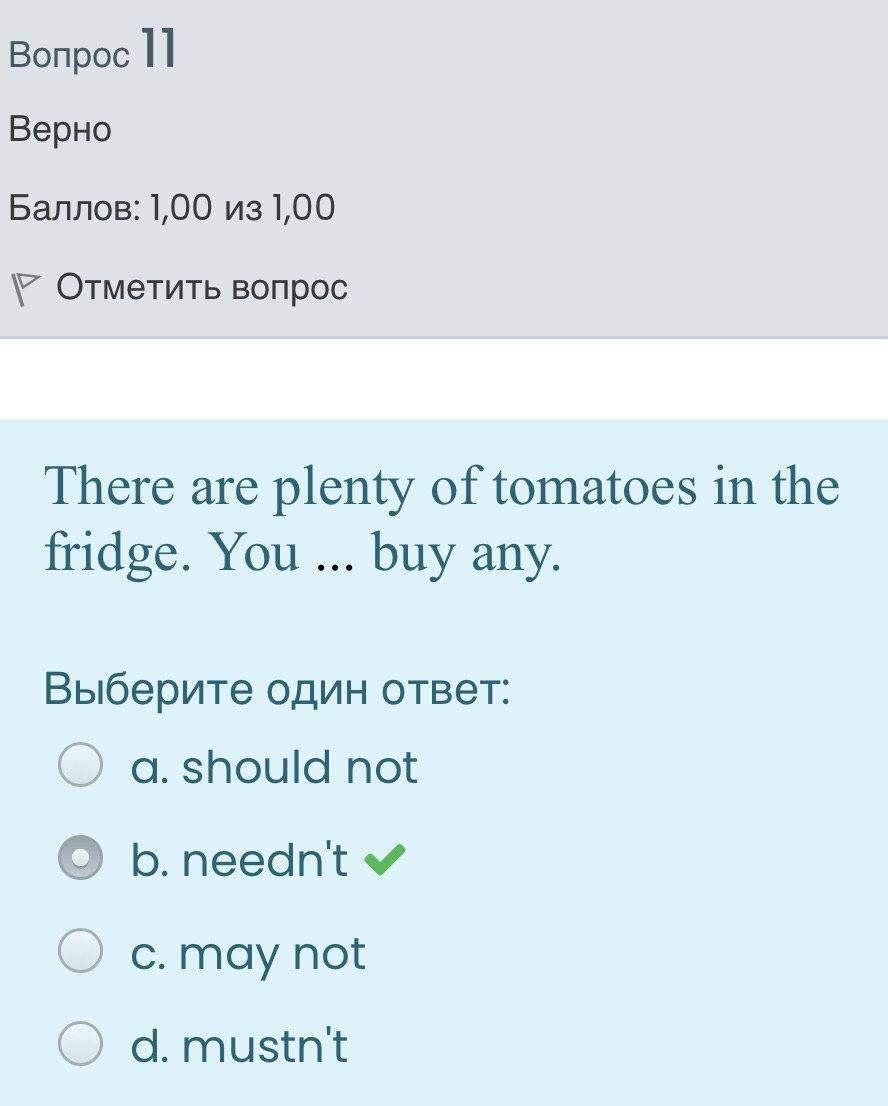 Вопрос 11
Верно
Баллов: 1,00 из 1,00
Отметить вопрос
There are plenty of tomatoes in the
fridge. You ... buy any.
Выберите один ответ:
a. should not
b. needn't
c. may not
d. mustn't